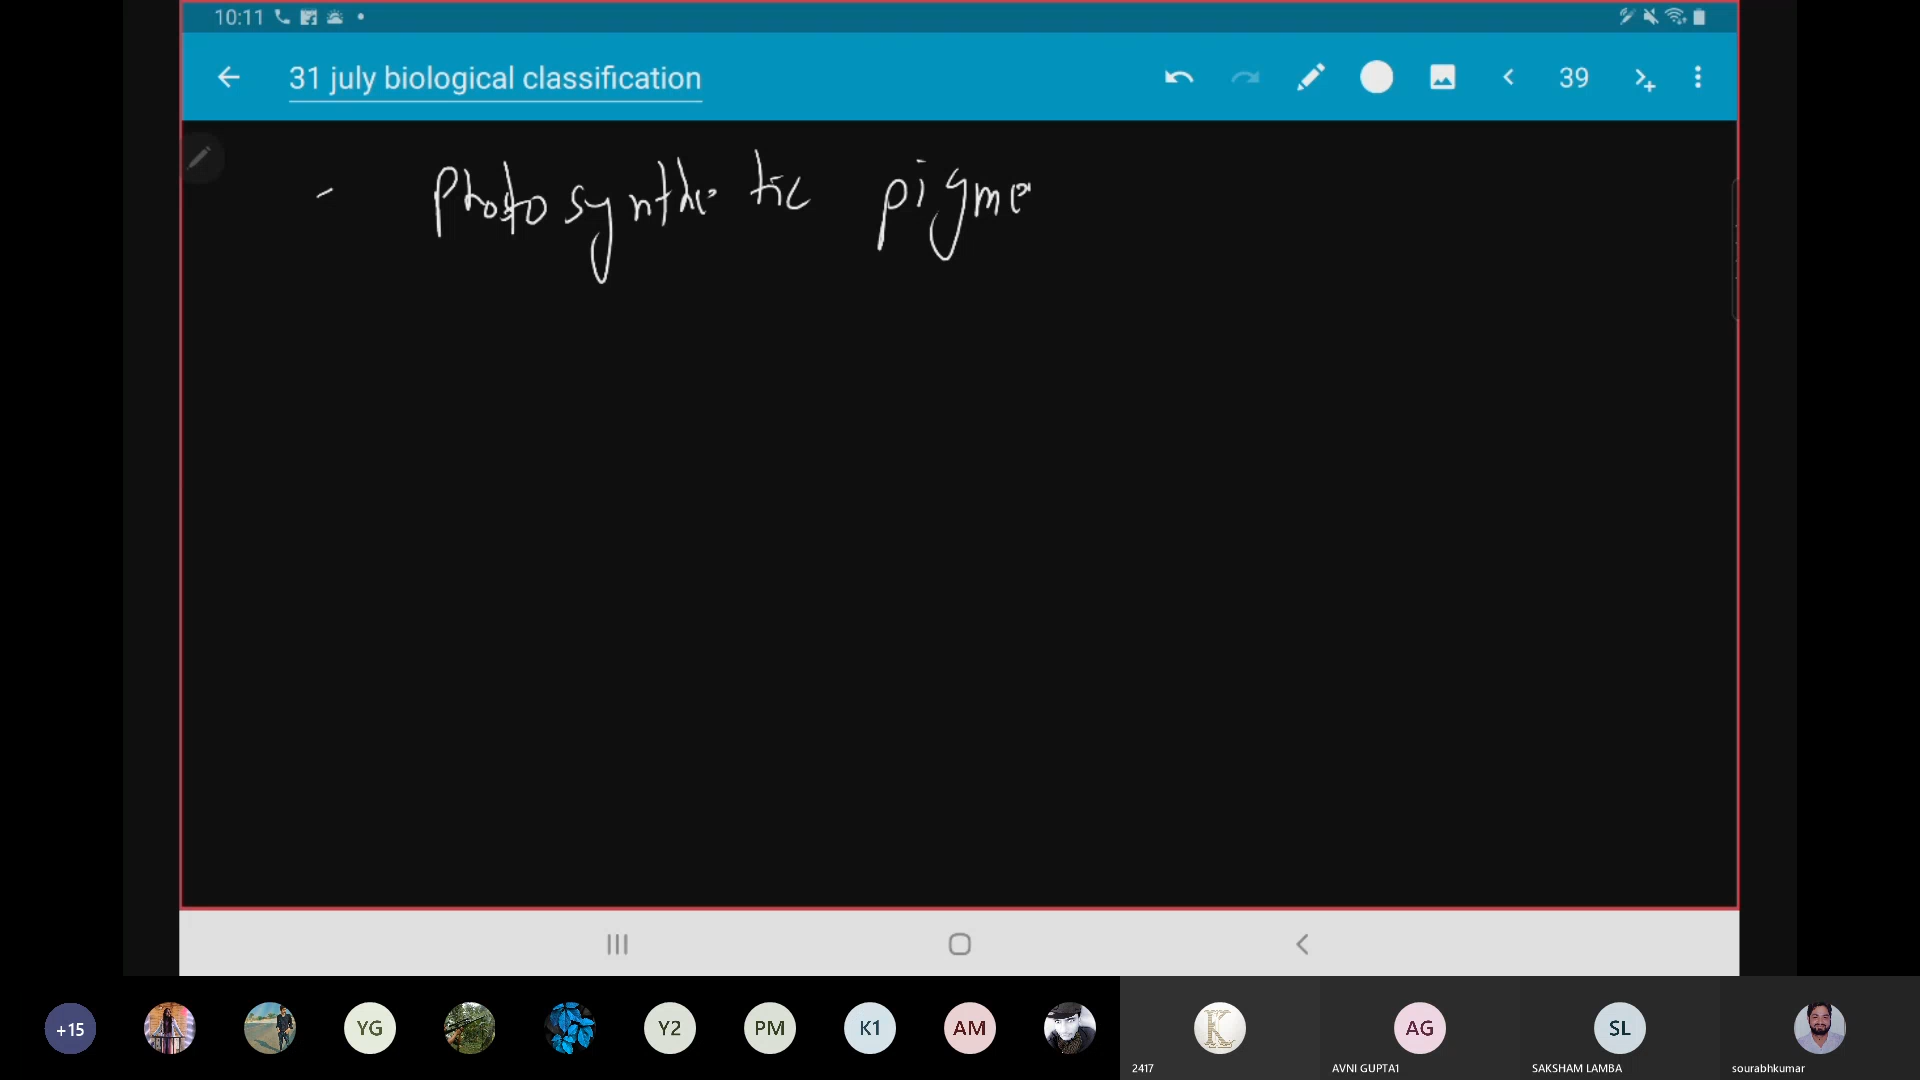 10:11
31 july biological classification
39
- Photosynthetic pigme
+15
YG
Y2
PM
K1
AM
K
AG
SL
2417
AVNI GUPTA1
SAKSHAM LAMBA
sourabhkumar